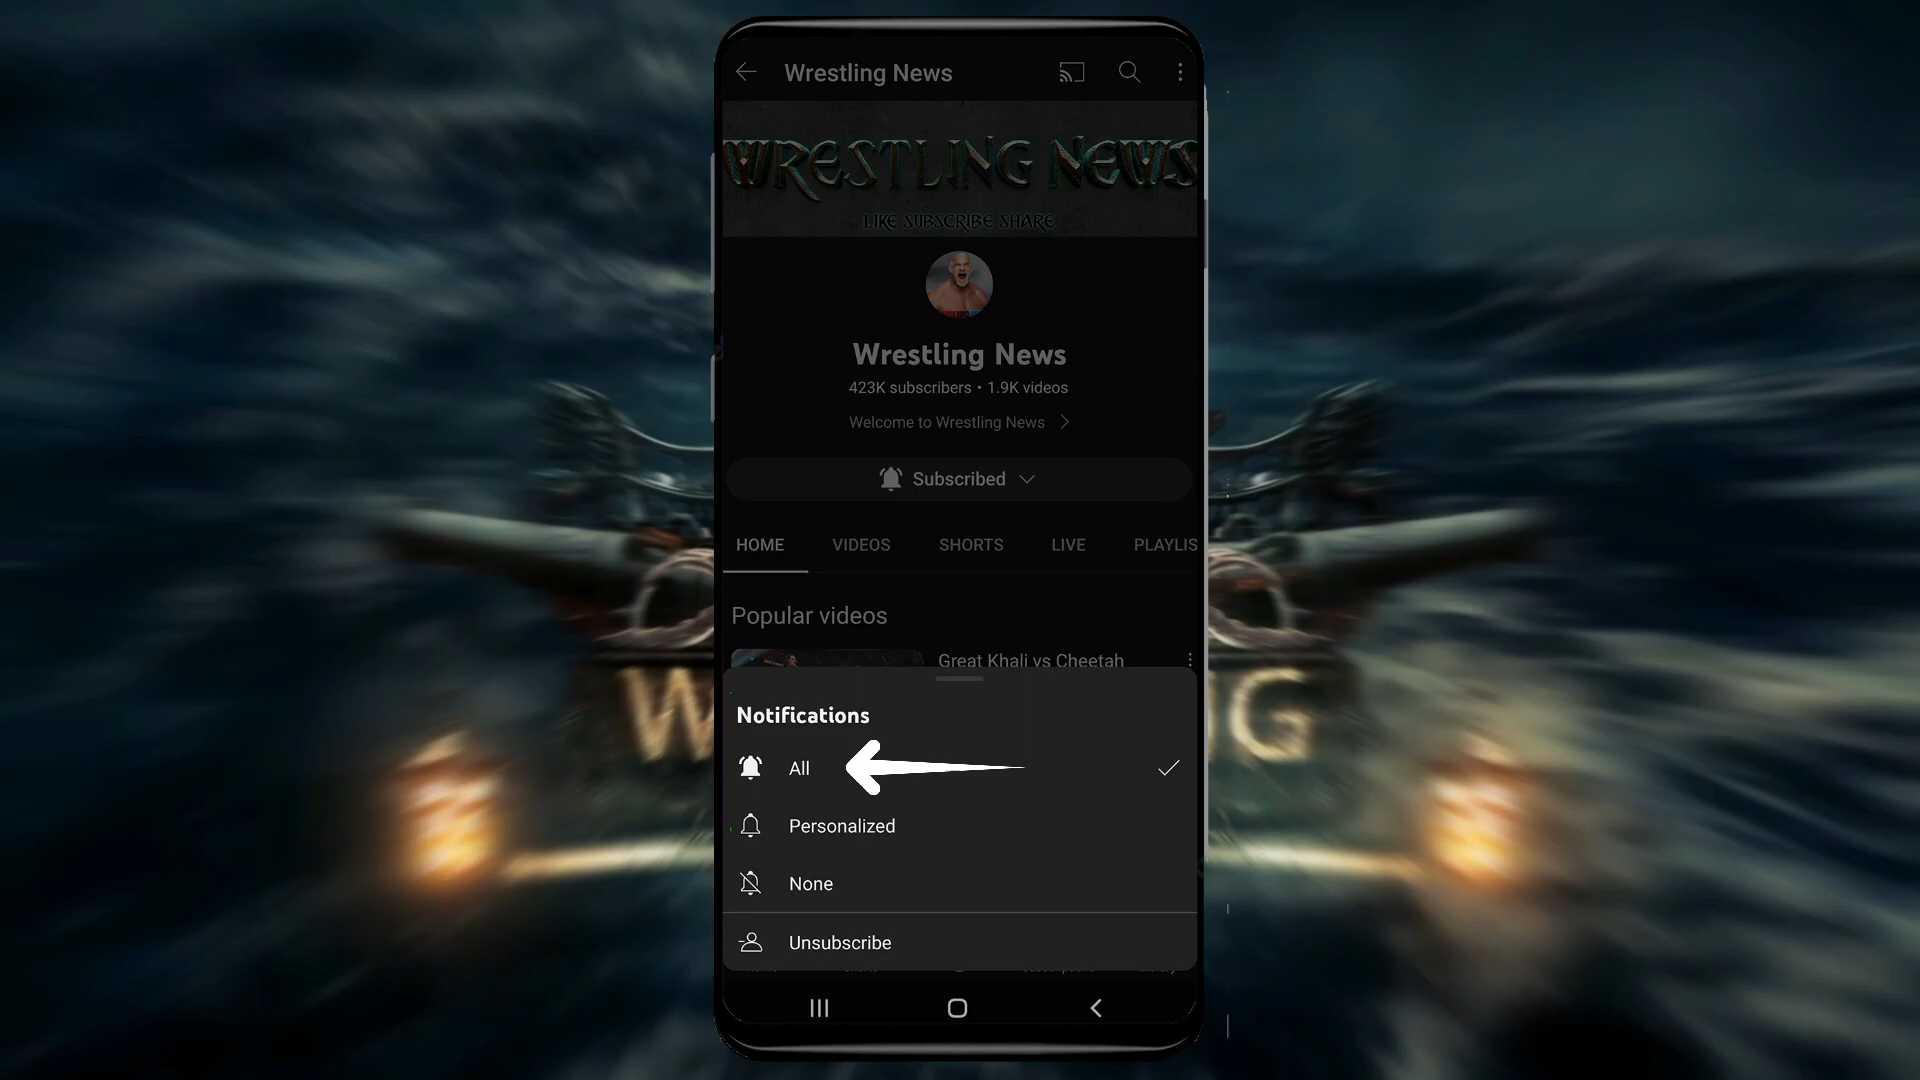 Wrestling News
WRESTLING NEWS
LIKE SUBSCRIBE SHARE
Wrestling News
423K subscribers • 1.9K videos
Welcome to Wrestling News
Subscribed
HOME VIDEOS SHORTS LIVE PLAYLIS
Popular videos
Great Khali vs Cheetah
Notifications
All
W G
Personalized
None
Unsubscribe